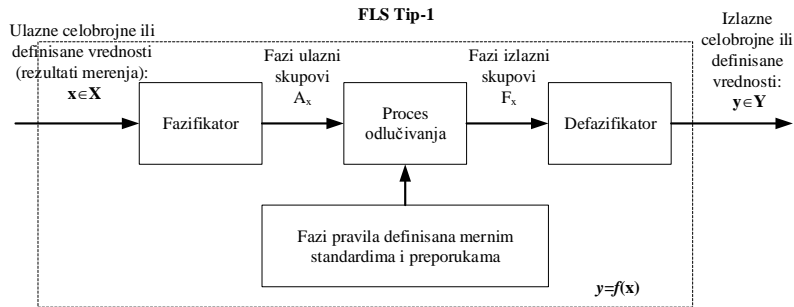 FLS Tip-1
Ulazne celobrojne ili
definisane vrednosti
(rezultati merenja):
x∈X
Fazi ulazni
skupovi
Aₓ
Fazi izlazni
skupovi
Fₓ
Izlazne
celobrojne ili
definisane
vrednosti:
y∈Y
Fazifikator
Proces
odlučivanja
Defazifikator
Fazi pravila definisana mernim
standardima i preporukama
y=f(x)